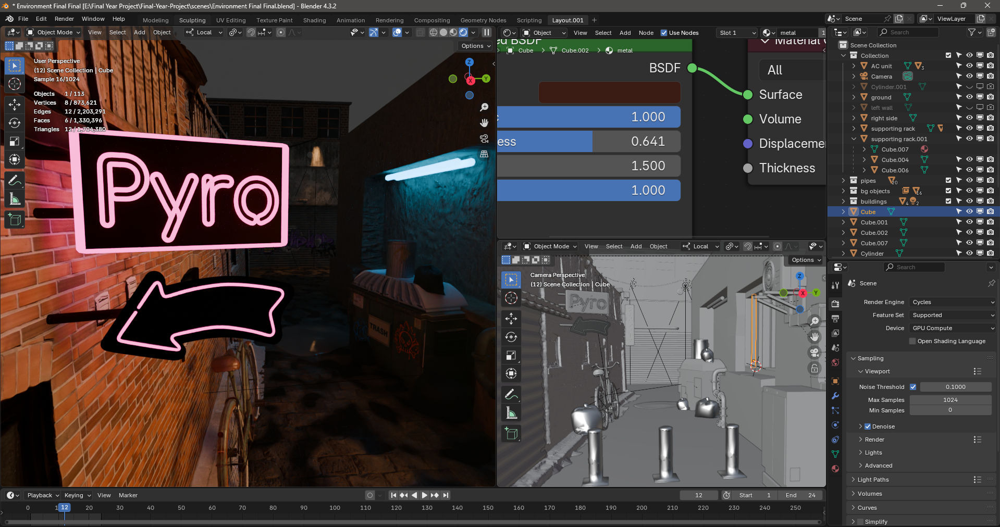 * Environment Final Final [E:\Final Year Project\Final-Year-Project\scenes\Environment Final Final.blend] - Blender 4.3.2
File Edit Render Window Help
Modeling Sculpting UV Editing Texture Paint Shading Animation Rendering Compositing Geometry Nodes Scripting Layout.001 +
Scene
ViewLayer
Object Mode View Select Add Object Local
Options
User Perspective
(12) Scene Collection | Cube
Sample 16/1024
Objects 1 / 113
Vertices 8 / 873,621
Edges 12 / 2,203,291
Faces 6 / 1,330,396
Triangles 12 / 1,704,380
Z
Y
X
Pyro
TRASH
Object View Select Add Node Use Nodes Slot 1 metal 1
Cube > Cube.002 > metal
BSDF
1.000
ess 0.641
1.500
1.000
All
Surface
Volume
Displaceme
Thickness
Object Mode View Select Add Object Local
Options
Camera Perspective
(12) Scene Collection | Cube
Z
Y
X
Pyro
Search
Scene Collection
Collection
AC unit 3
Camera
Cylinder.001
ground
left wall
right side
supporting rack
supporting rack.001
Cube.007
Cube.004
Cube.006
pipes 20
bg objects 16
buildings 4 2
Cube
Cube.001
Cube.002
Cube.007
Cylinder
Search
Scene
Render Engine Cycles
Feature Set Supported
Device GPU Compute
Open Shading Language
Sampling
Viewport
Noise Threshold 0.1000
Max Samples 1024
Min Samples 0
Denoise
Render
Lights
Advanced
Light Paths
Volumes
Curves
Simplify
Playback Keying View Marker
12 Start 1 End 24
0 12 20 30 40 50 60 70 80 90 100 110 120 130 140 150 160 170 180 190 200 210 220 230 240 250